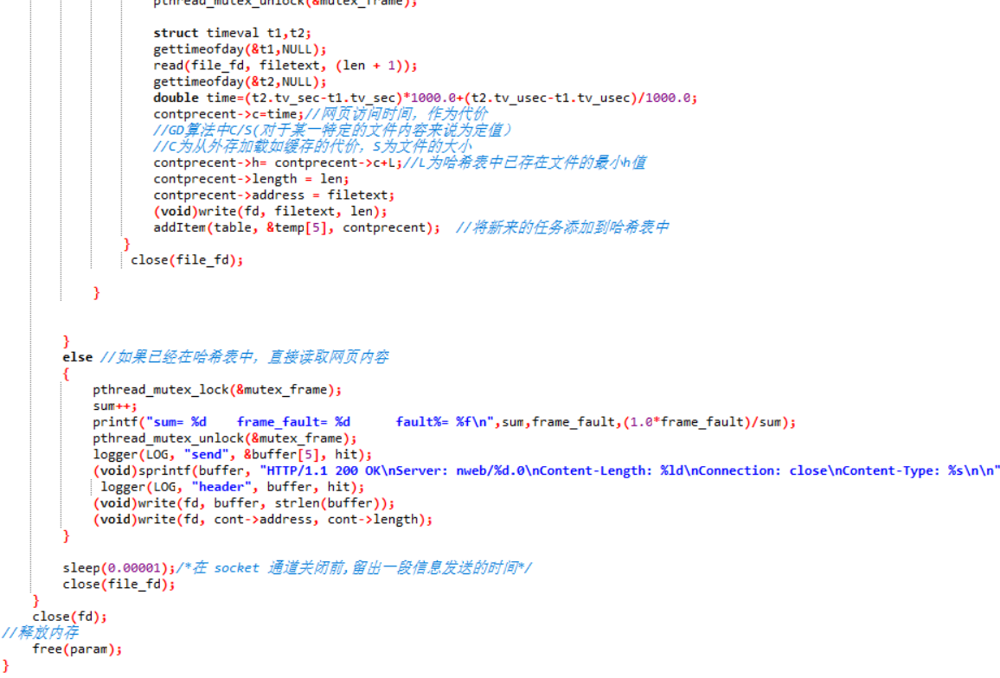 pthread_mutex_unlock(&mutex_frame);
struct timeval t1,t2;
gettimeofday(&t1,NULL);
read(file_fd, filetext, (len + 1));
gettimeofday(&t2,NULL);
double time=(t2.tv_sec-t1.tv_sec)*1000.0+(t2.tv_usec-t1.tv_usec)/1000.0;
contprecent->c=time;//网页访问时间, 作为代价
//GD算法中C/S(对于某一特定的文件内容来说为定值)
//C为从外存加载如缓存的代价, S为文件的大小
contprecent->h= contprecent->c+L;//L为哈希表中已存在文件的最小h值
contprecent->length = len;
contprecent->address = filetext;
(void)write(fd, filetext, len);
addItem(table, &temp[5], contprecent);  //将新来的任务添加到哈希表中
}
close(file_fd);
}
}
else //如果已经在哈希表中, 直接读取网页内容
{
pthread_mutex_lock(&mutex_frame);
sum++;
printf("sum= %d    frame_fault= %d      fault%= %f\n",sum,frame_fault,(1.0*frame_fault)/sum);
pthread_mutex_unlock(&mutex_frame);
logger(LOG, "send", &buffer[5], hit);
(void)sprintf(buffer, "HTTP/1.1 200 OK\nServer: nweb/%d.0\nContent-Length: %ld\nConnection: close\nContent-Type: %s\n\n"
logger(LOG, "header", buffer, hit);
(void)write(fd, buffer, strlen(buffer));
(void)write(fd, cont->address, cont->length);
}
sleep(0.00001);/*在 socket 通道关闭前,留出一段信息发送的时间*/
close(file_fd);
}
close(fd);
//释放内存
free(param);
}